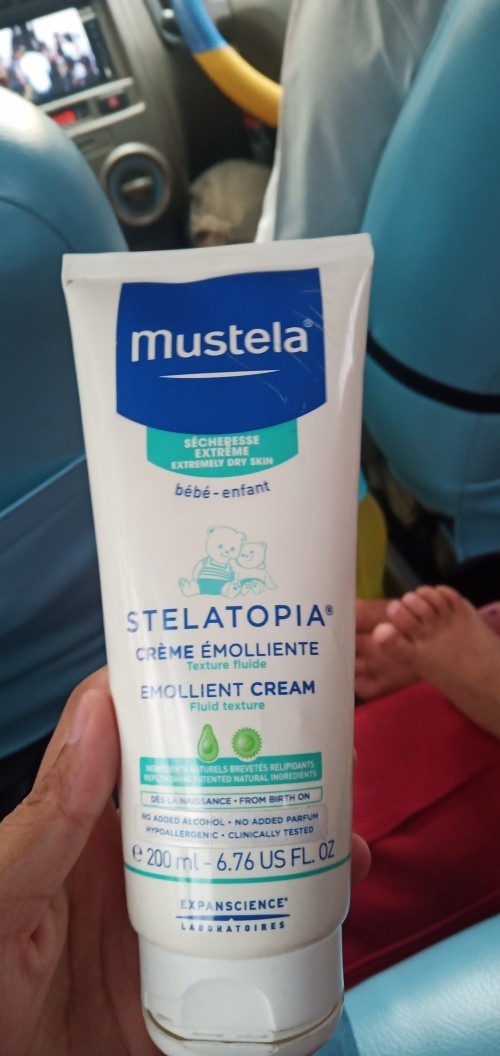 mustela®
SÉCHERESSE
EXTRÊME
EXTREMELY DRY SKIN
bébé-enfant
STELATOPIA®
CRÈME ÉMOLLIENTE
Texture fluide
EMOLLIENT CREAM
Fluid texture
INGRÉDIENTS NATURELS BREVETÉS RELIPIDANTS
REPLENISHING PATENTED NATURAL INGREDIENTS
DÈS LA NAISSANCE • FROM BIRTH ON
NO ADDED ALCOHOL • NO ADDED PARFUM
HYPOALLERGENIC • CLINICALLY TESTED
℮ 200 ml - 6.76 US FL. OZ
EXPANSCIENCE®
LABORATOIRES